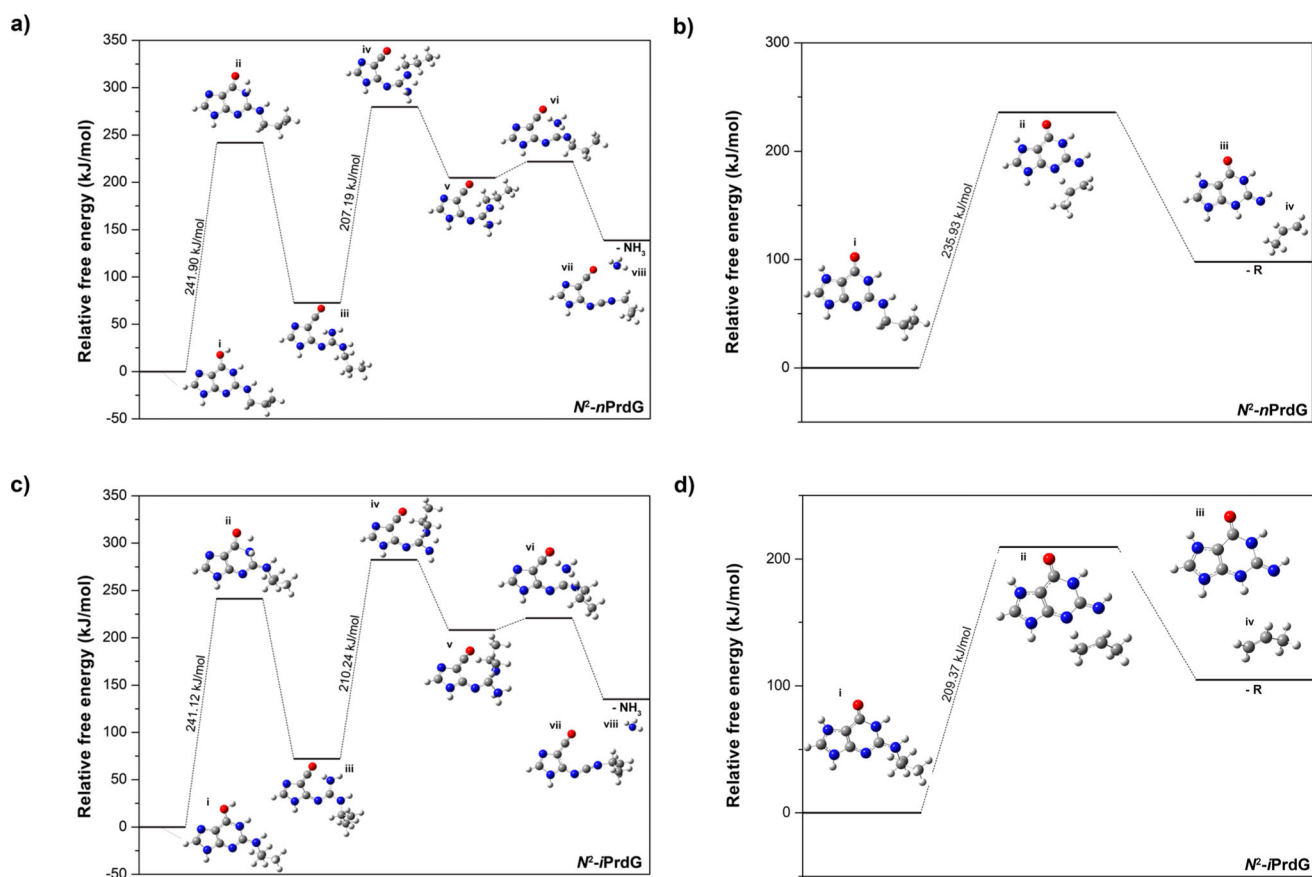 a)
Relative free energy (kJ/mol)
350
300
250
200
150
100
50
0
-50
i
ii
iii
iv
v
vi
vii
viii
241.90 kJ/mol
207.19 kJ/mol
- NH₃
N²-nPrdG
b)
Relative free energy (kJ/mol)
300
200
100
0
i
ii
iii
iv
235.93 kJ/mol
- R
N²-nPrdG
c)
Relative free energy (kJ/mol)
350
300
250
200
150
100
50
0
-50
i
ii
iii
iv
v
vi
vii
viii
241.12 kJ/mol
210.24 kJ/mol
- NH₃
N²-iPrdG
d)
Relative free energy (kJ/mol)
200
100
0
i
ii
iii
iv
209.37 kJ/mol
- R
N²-iPrdG